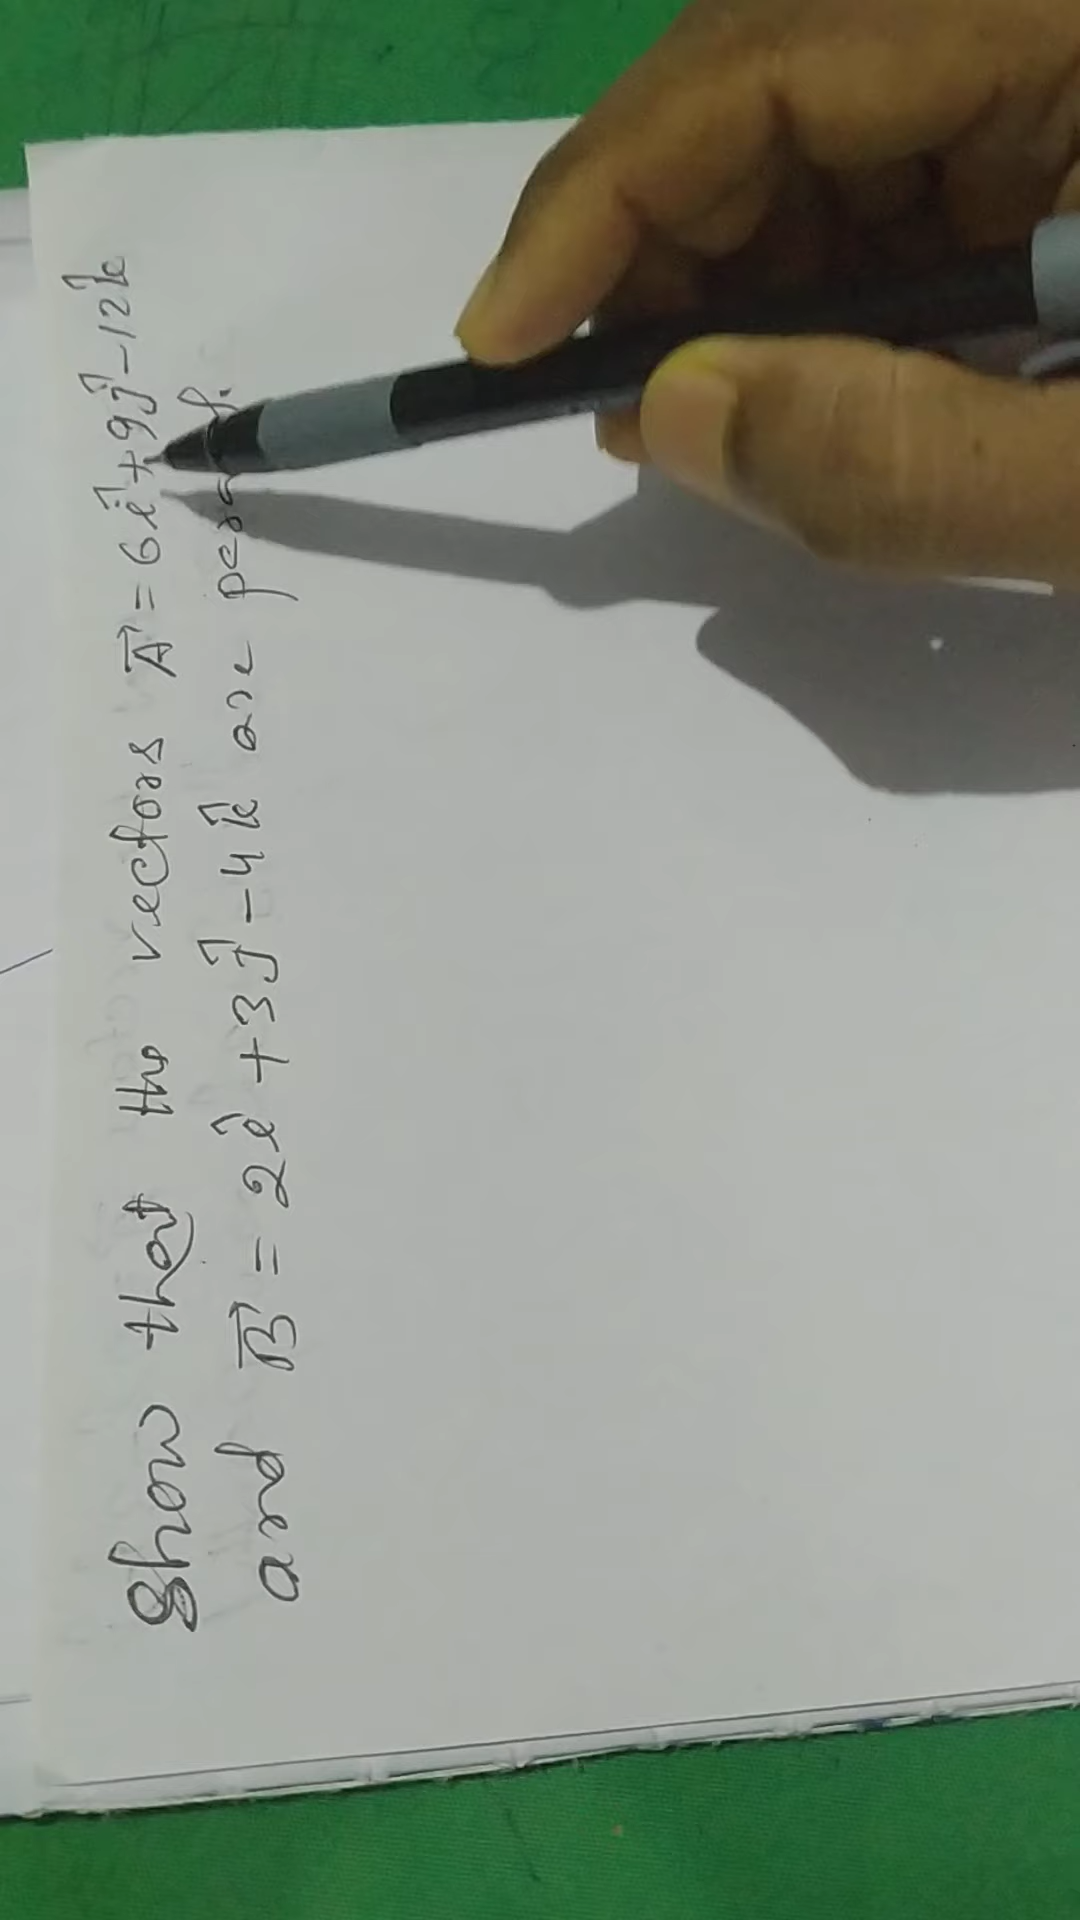 Show that the vectors A⃗ = 6î + 9ĵ - 12k̂
and B⃗ = 2î + 3ĵ - 4k̂ are